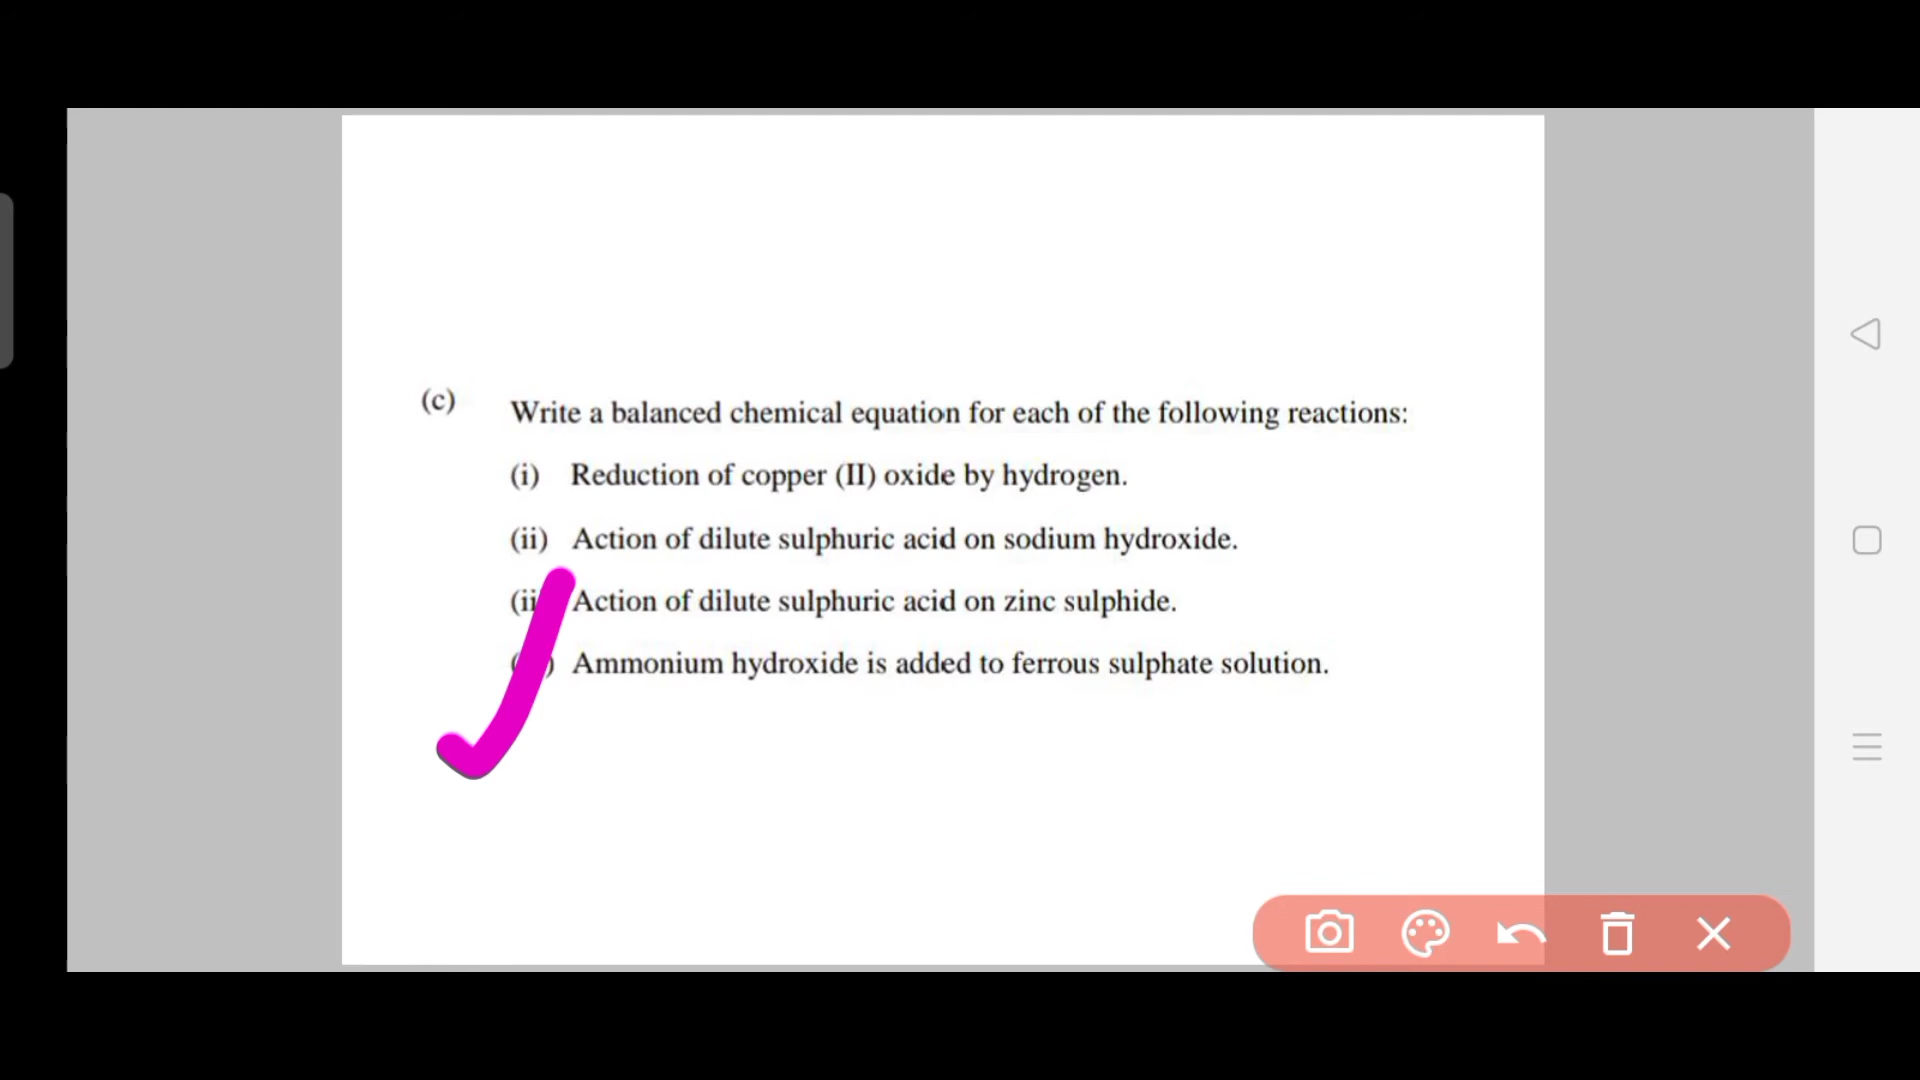 (c) Write a balanced chemical equation for each of the following reactions:
(i) Reduction of copper (II) oxide by hydrogen.
(ii) Action of dilute sulphuric acid on sodium hydroxide.
(ii Action of dilute sulphuric acid on zinc sulphide.
Ammonium hydroxide is added to ferrous sulphate solution.